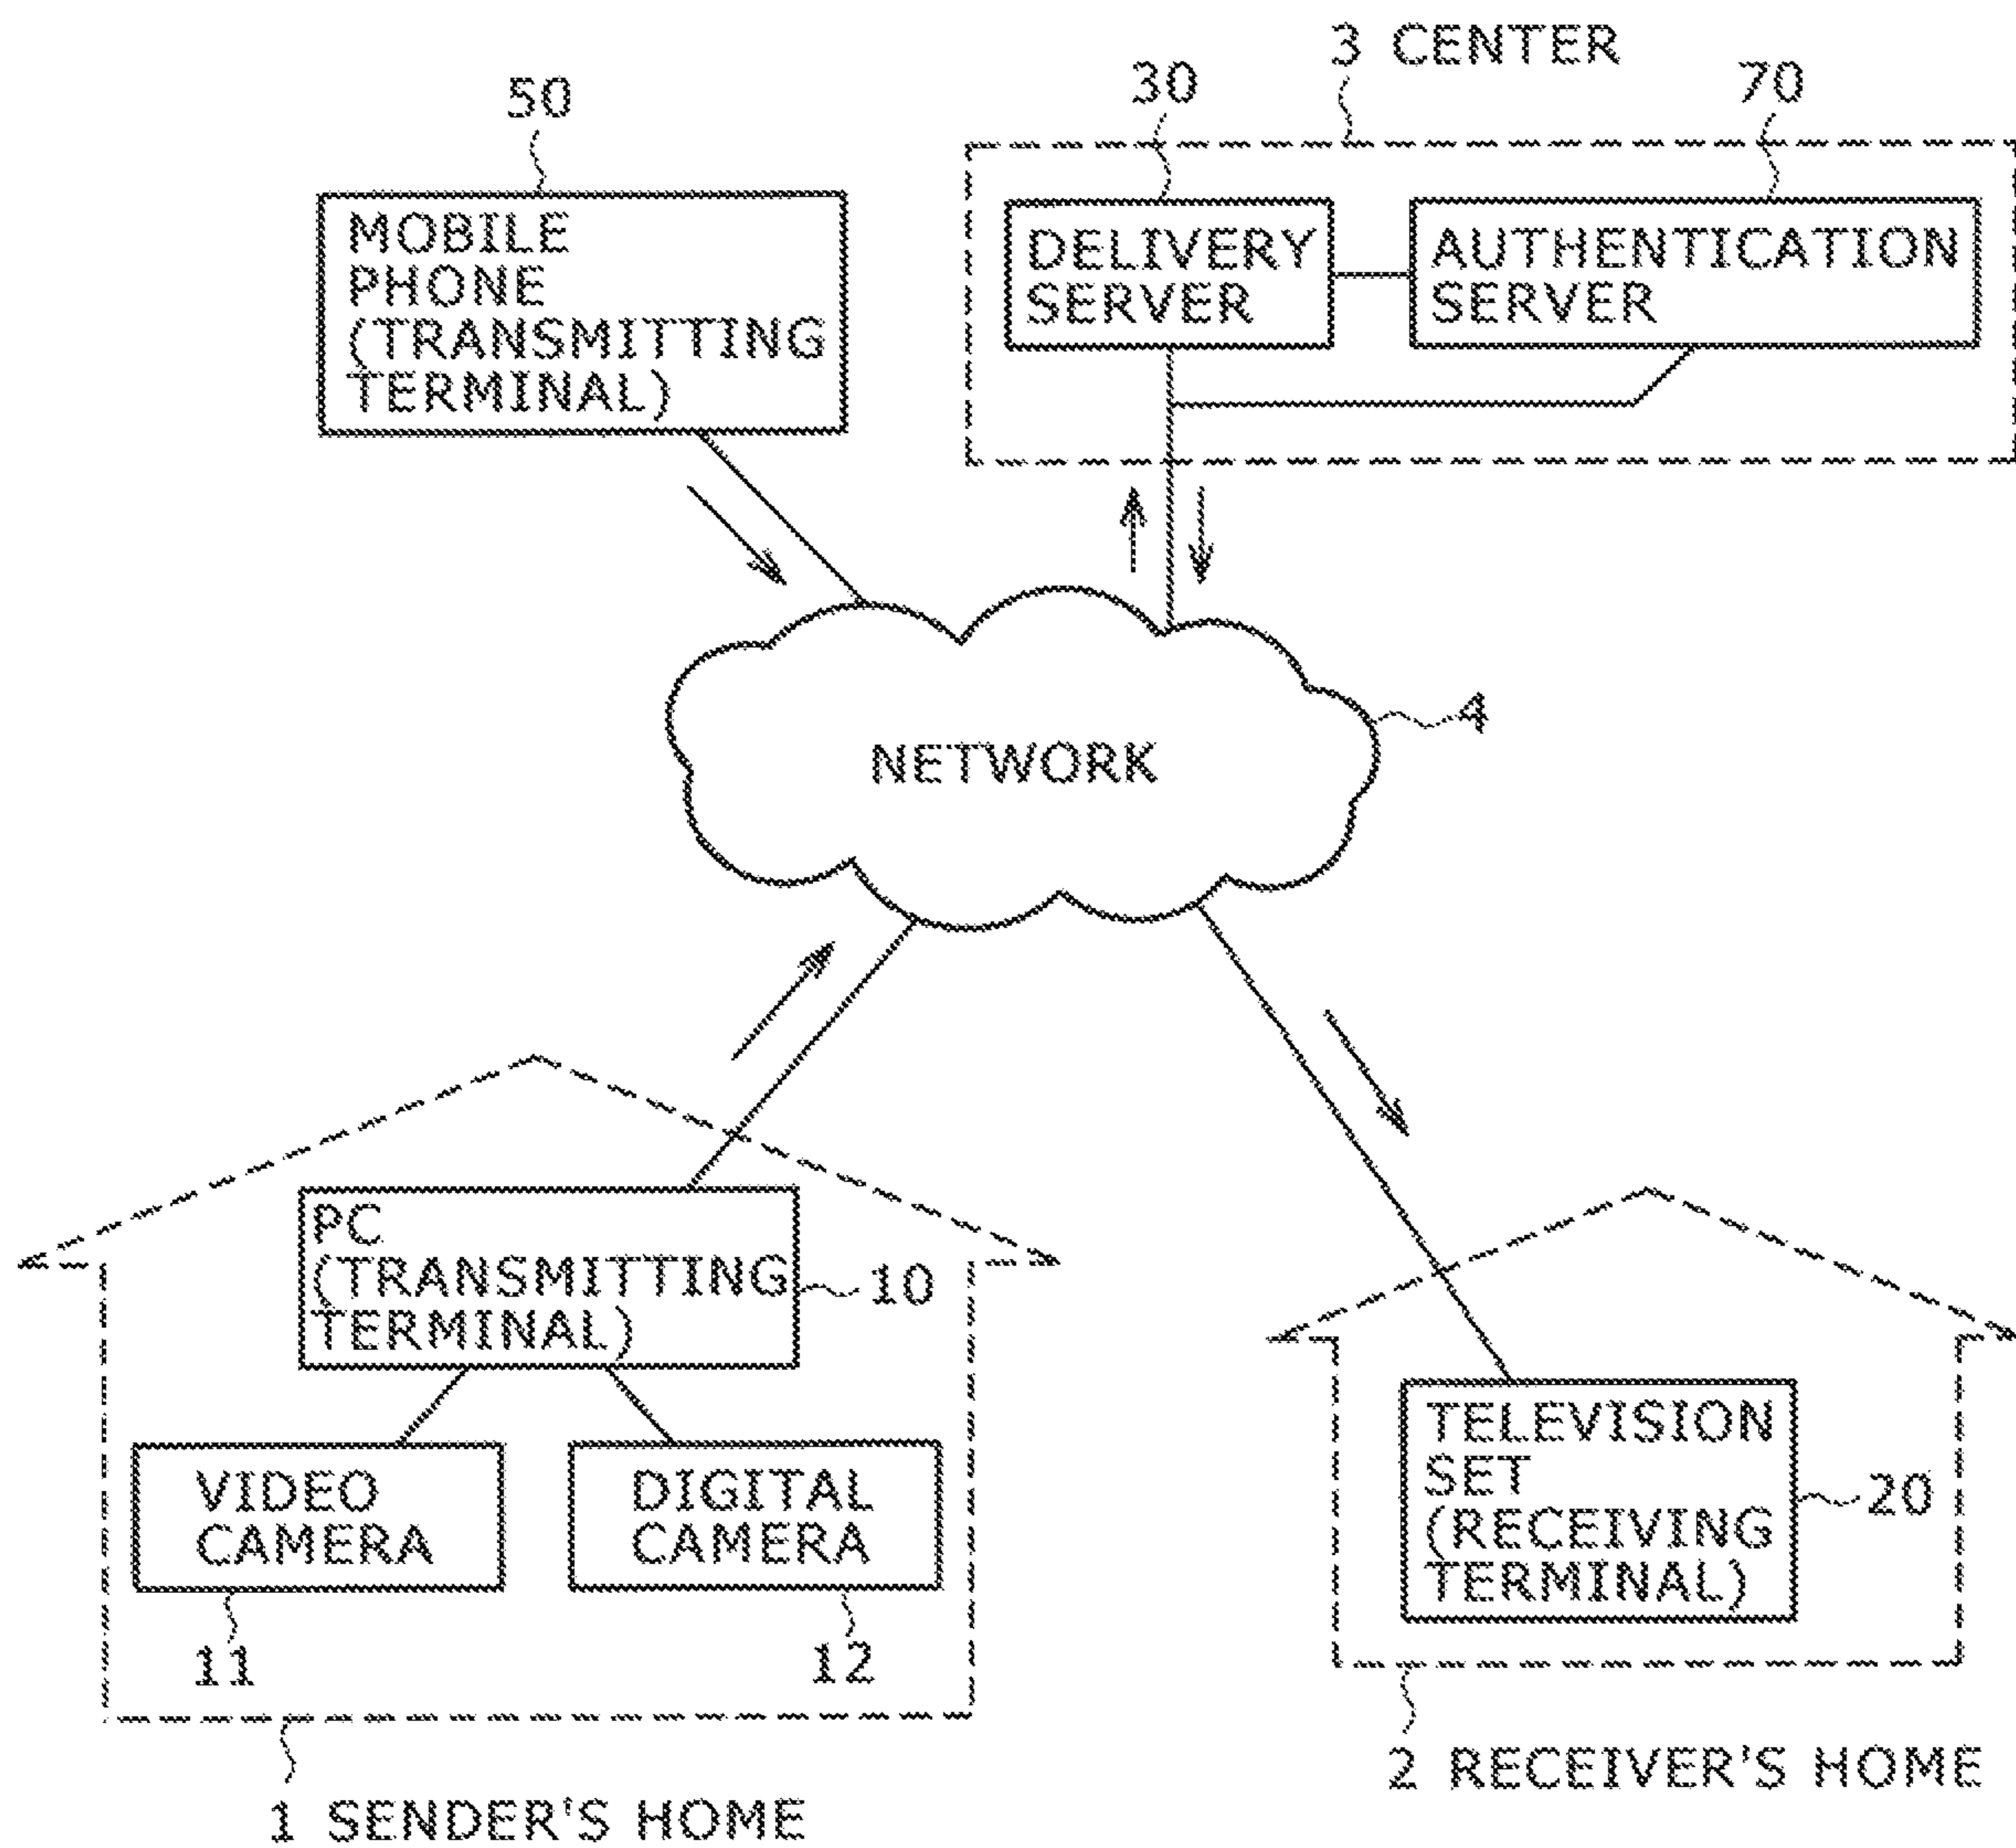 3 CENTER
50
30
70
MOBILE
PHONE
(TRANSMITTING
TERMINAL)
DELIVERY
SERVER
AUTHENTICATION
SERVER
4
NETWORK
PC
(TRANSMITTING
TERMINAL)
10
VIDEO
CAMERA
DIGITAL
CAMERA
11
12
1 SENDER'S HOME
TELEVISION
SET
(RECEIVING
TERMINAL)
20
2 RECEIVER'S HOME